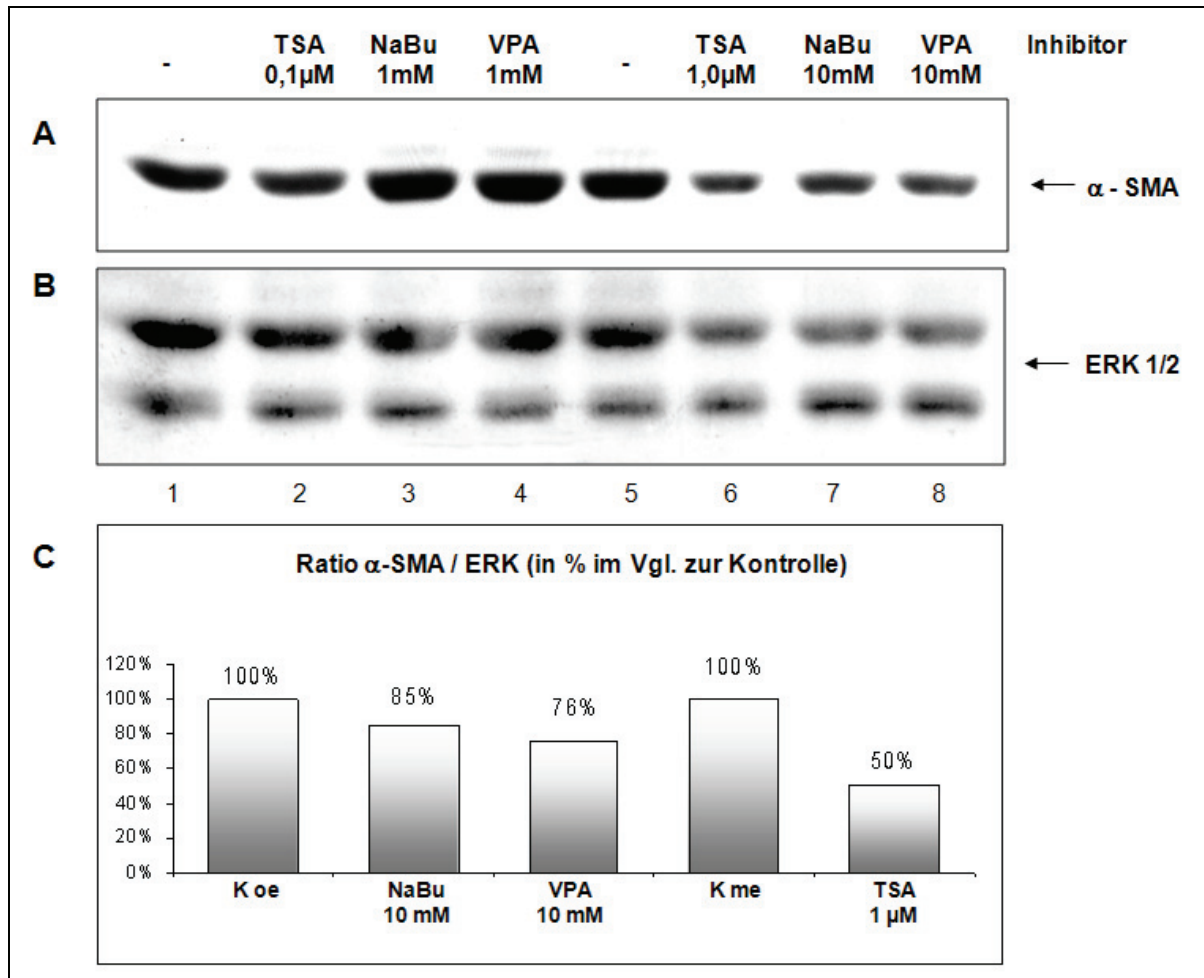 - TSA 0,1µM NaBu 1mM VPA 1mM - TSA 1,0µM NaBu 10mM VPA 10mM Inhibitor
A
← α - SMA
B
← ERK 1/2
1 2 3 4 5 6 7 8
C
Ratio α-SMA / ERK (in % im Vgl. zur Kontrolle)
120%
100%
80%
60%
40%
20%
0%
100%
85%
76%
100%
50%
K oe
NaBu
10 mM
VPA
10 mM
K me
TSA
1 µM